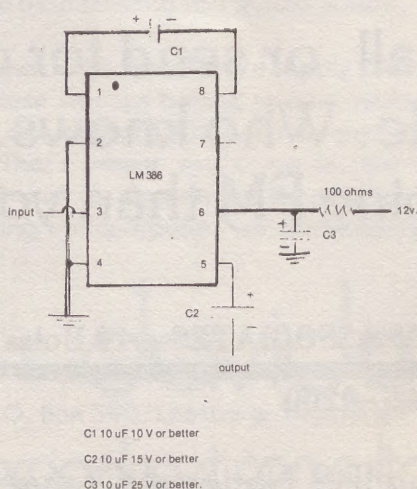 + –
C1
1 8
2 7
LM 386
100 ohms
input 3 6 12v.
+
–
C3
4 5
C2
+
–
output
C1 10 uF 10 V or better
C2 10 uF 15 V or better
C3 10 uF 25 V or better.